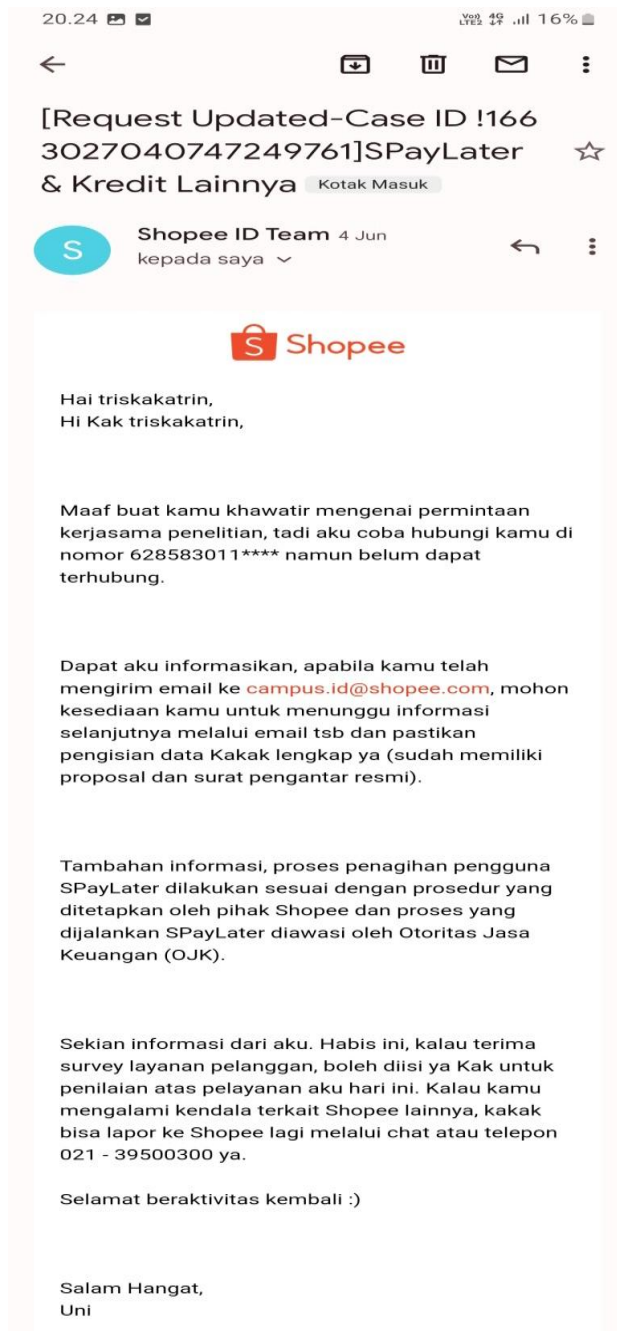 20.24 Vo)) 4G LTE2 16%
[Request Updated-Case ID !166
3027040747249761]SPayLater
& Kredit Lainnya Kotak Masuk
S Shopee ID Team 4 Jun
kepada saya
S Shopee
Hai triskakatrin,
Hi Kak triskakatrin,
Maaf buat kamu khawatir mengenai permintaan
kerjasama penelitian, tadi aku coba hubungi kamu di
nomor 628583011**** namun belum dapat
terhubung.
Dapat aku informasikan, apabila kamu telah
mengirim email ke campus.id@shopee.com, mohon
kesediaan kamu untuk menunggu informasi
selanjutnya melalui email tsb dan pastikan
pengisian data Kakak lengkap ya (sudah memiliki
proposal dan surat pengantar resmi).
Tambahan informasi, proses penagihan pengguna
SPayLater dilakukan sesuai dengan prosedur yang
ditetapkan oleh pihak Shopee dan proses yang
dijalankan SPayLater diawasi oleh Otoritas Jasa
Keuangan (OJK).
Sekian informasi dari aku. Habis ini, kalau terima
survey layanan pelanggan, boleh diisi ya Kak untuk
penilaian atas pelayanan aku hari ini. Kalau kamu
mengalami kendala terkait Shopee lainnya, kakak
bisa lapor ke Shopee lagi melalui chat atau telepon
021 - 39500300 ya.
Selamat beraktivitas kembali :)
Salam Hangat,
Uni